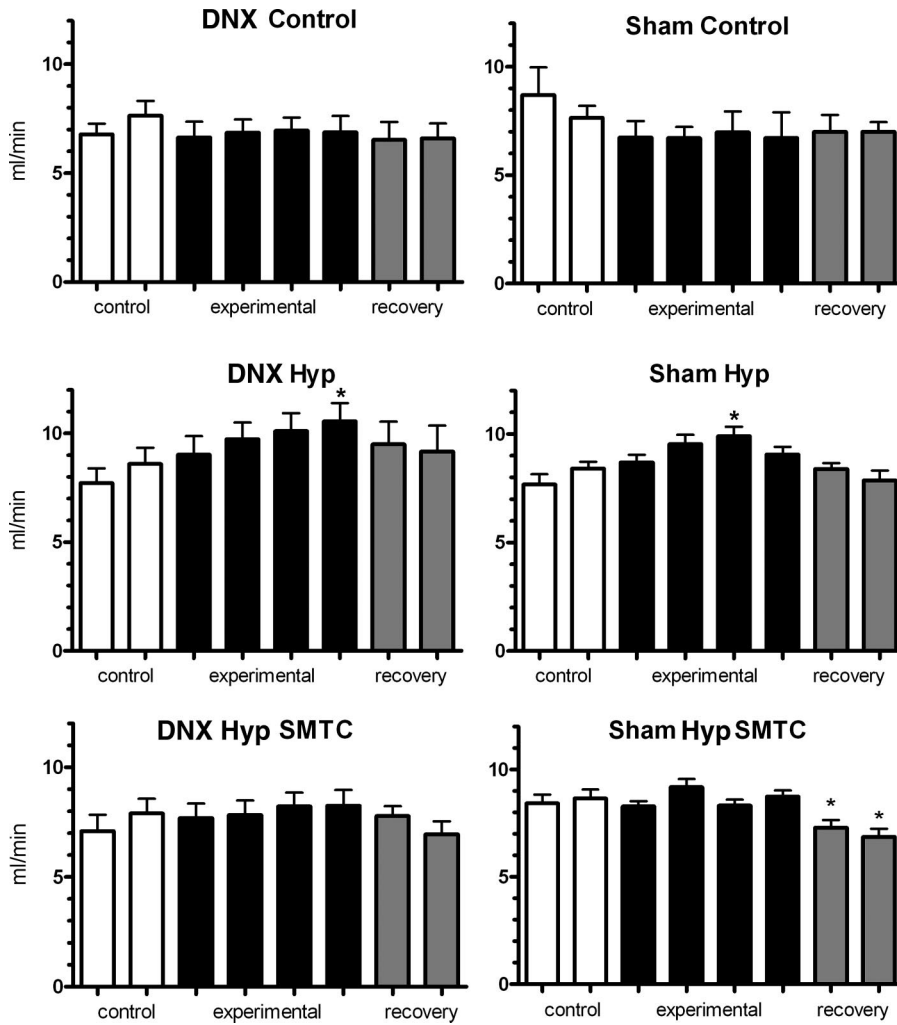 DNX Control
ml/min
10
5
0
control experimental recovery
Sham Control
10
5
0
control experimental recovery
DNX Hyp
ml/min
10
5
0
*
control experimental recovery
Sham Hyp
10
5
0
*
control experimental recovery
DNX Hyp SMTC
ml/min
10
5
0
control experimental recovery
Sham Hyp SMTC
10
5
0
* *
control experimental recovery